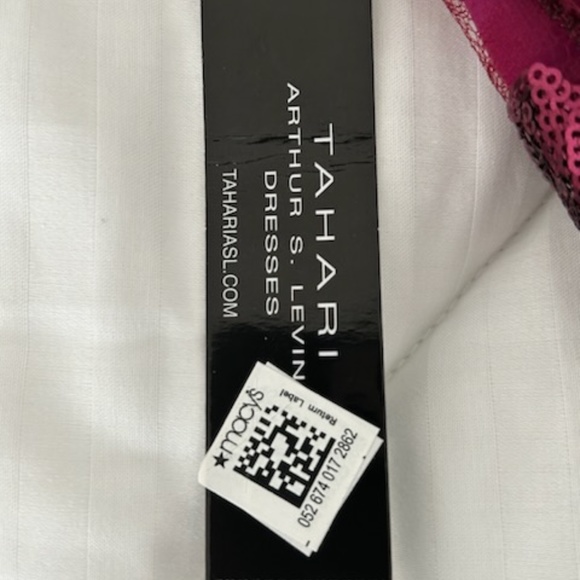 TAHARI
ARTHUR S. LEVIN
DRESSES
TAHARIASL.COM
★macy's
Return Label
052 674 017 2862